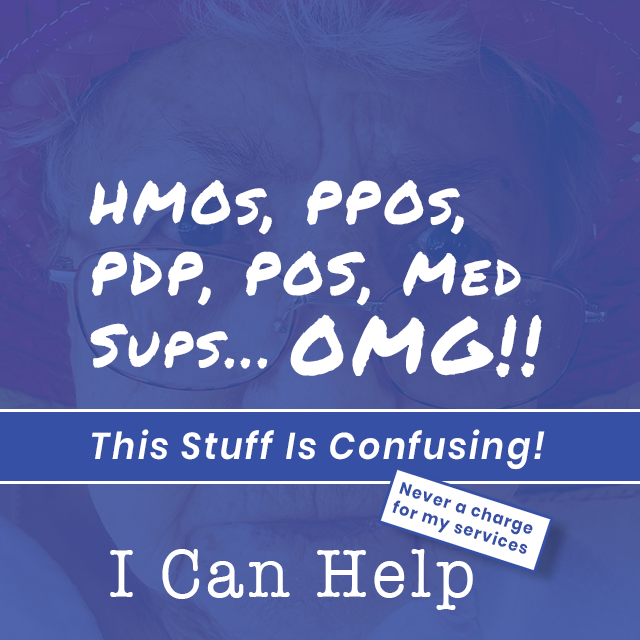 HMOs, PPOs,
PDP, POS, Med
Sups... OMG!!
This Stuff Is Confusing!
Never a charge
for my services
I Can Help